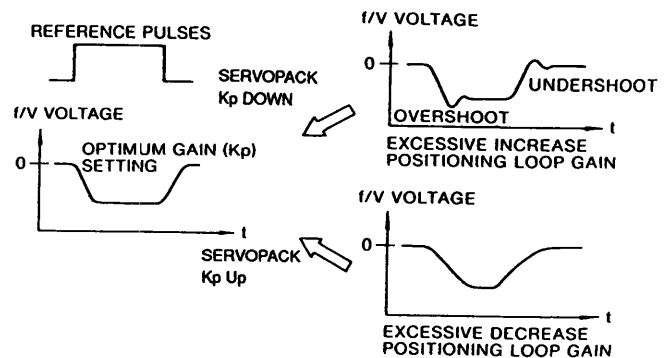 REFERENCE PULSES
SERVOPACK
Kp DOWN
f/V VOLTAGE
0
OPTIMUM GAIN (Kp)
SETTING
t
f/V VOLTAGE
0
UNDERSHOOT
OVERSHOOT
t
EXCESSIVE INCREASE
POSITIONING LOOP GAIN
SERVOPACK
Kp Up
f/V VOLTAGE
0
t
EXCESSIVE DECREASE
POSITIONING LOOP GAIN